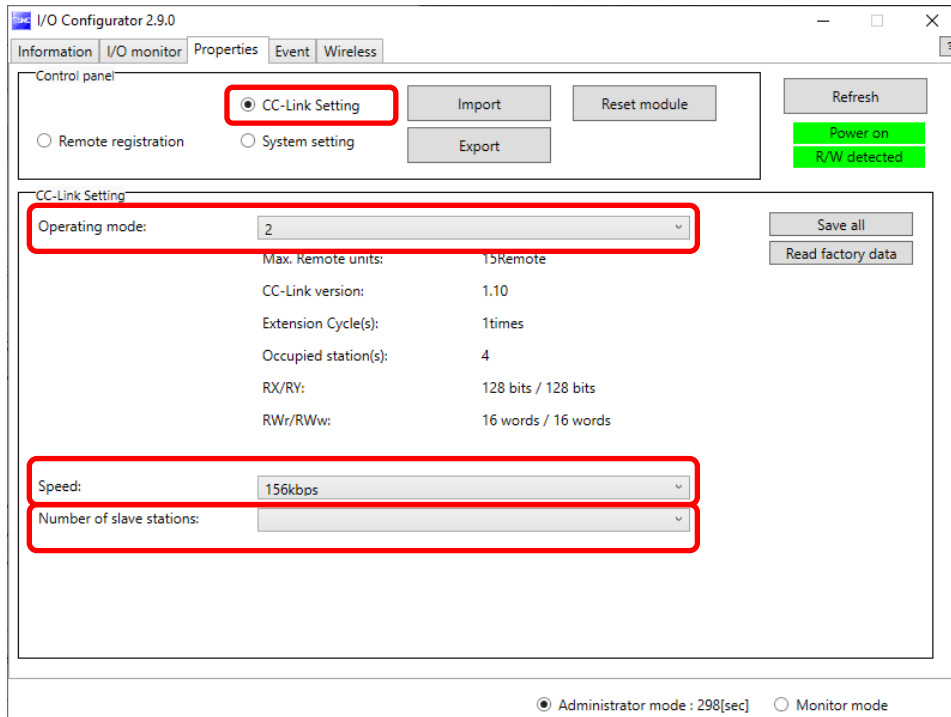 SMC I/O Configurator 2.9.0
Information I/O monitor Properties Event Wireless ?
Control panel
CC-Link Setting Import Reset module Refresh
Remote registration System setting Export Power on
R/W detected
CC-Link Setting
Operating mode: 2 Save all
Max. Remote units: 15Remote Read factory data
CC-Link version: 1.10
Extension Cycle(s): 1times
Occupied station(s): 4
RX/RY: 128 bits / 128 bits
RWr/RWw: 16 words / 16 words
Speed: 156kbps
Number of slave stations:
Administrator mode : 298[sec] Monitor mode